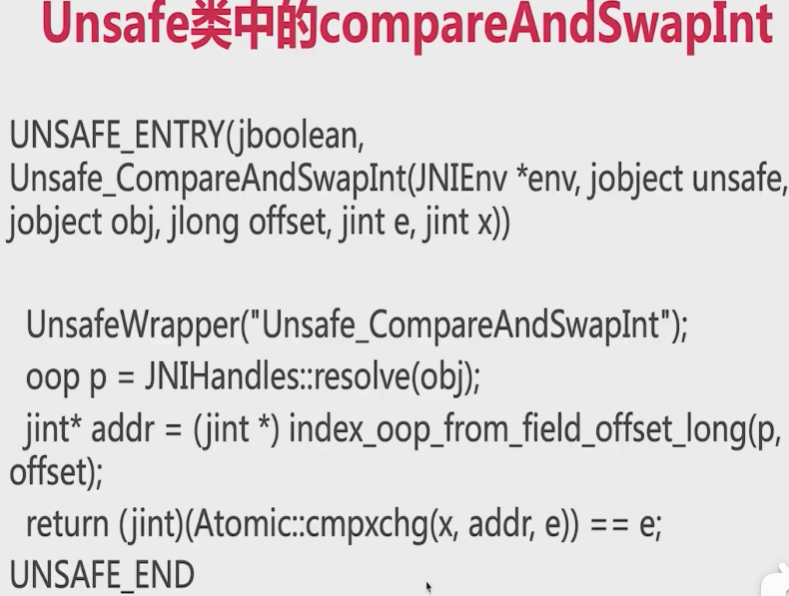 Unsafe类中的compareAndSwapInt
UNSAFE_ENTRY(jboolean,
Unsafe_CompareAndSwapInt(JNIEnv *env, jobject unsafe,
jobject obj, jlong offset, jint e, jint x))
UnsafeWrapper("Unsafe_CompareAndSwapInt");
oop p = JNIHandles::resolve(obj);
jint* addr = (jint *) index_oop_from_field_offset_long(p,
offset);
return (jint)(Atomic::cmpxchg(x, addr, e)) == e;
UNSAFE_END